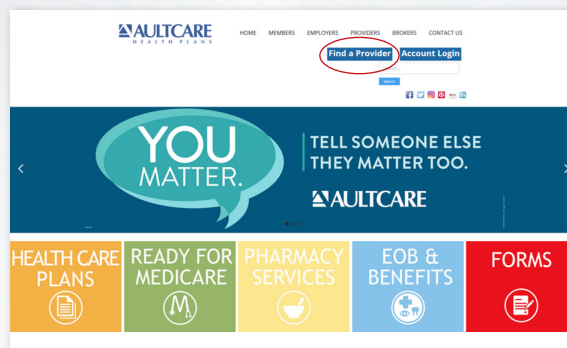 AULTCARE
HEALTH PLANS
HOME MEMBERS EMPLOYERS PROVIDERS BROKERS CONTACT US
Find a Provider Account Login
Search
YOU
MATTER.
TELL SOMEONE ELSE
THEY MATTER TOO.
AULTCARE
HEALTH CARE
PLANS
READY FOR
MEDICARE
PHARMACY
SERVICES
EOB &
BENEFITS
FORMS